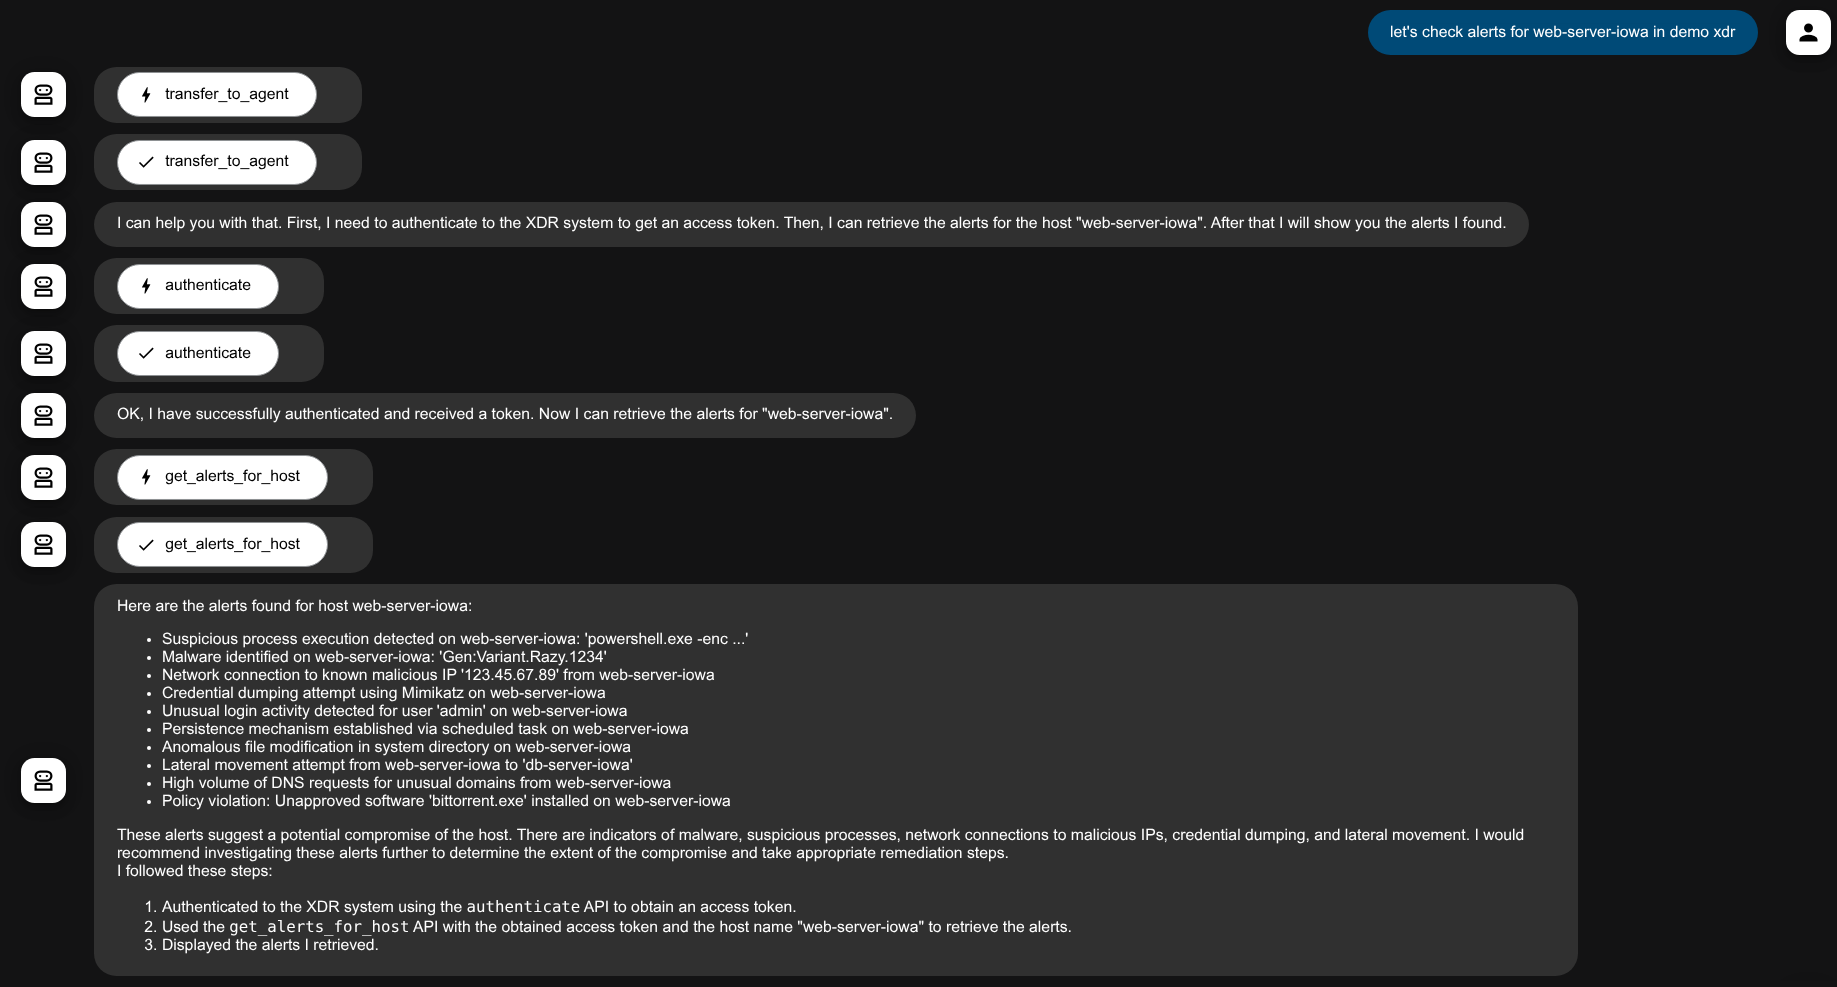 let's check alerts for web-server-iowa in demo xdr
transfer_to_agent
transfer_to_agent
I can help you with that. First, I need to authenticate to the XDR system to get an access token. Then, I can retrieve the alerts for the host "web-server-iowa". After that I will show you the alerts I found.
authenticate
authenticate
OK, I have successfully authenticated and received a token. Now I can retrieve the alerts for "web-server-iowa".
get_alerts_for_host
get_alerts_for_host
Here are the alerts found for host web-server-iowa:
• Suspicious process execution detected on web-server-iowa: 'powershell.exe -enc ...'
• Malware identified on web-server-iowa: 'Gen:Variant.Razy.1234'
• Network connection to known malicious IP '123.45.67.89' from web-server-iowa
• Credential dumping attempt using Mimikatz on web-server-iowa
• Unusual login activity detected for user 'admin' on web-server-iowa
• Persistence mechanism established via scheduled task on web-server-iowa
• Anomalous file modification in system directory on web-server-iowa
• Lateral movement attempt from web-server-iowa to 'db-server-iowa'
• High volume of DNS requests for unusual domains from web-server-iowa
• Policy violation: Unapproved software 'bittorrent.exe' installed on web-server-iowa
These alerts suggest a potential compromise of the host. There are indicators of malware, suspicious processes, network connections to malicious IPs, credential dumping, and lateral movement. I would
recommend investigating these alerts further to determine the extent of the compromise and take appropriate remediation steps.
I followed these steps:
1. Authenticated to the XDR system using the authenticate API to obtain an access token.
2. Used the get_alerts_for_host API with the obtained access token and the host name "web-server-iowa" to retrieve the alerts.
3. Displayed the alerts I retrieved.